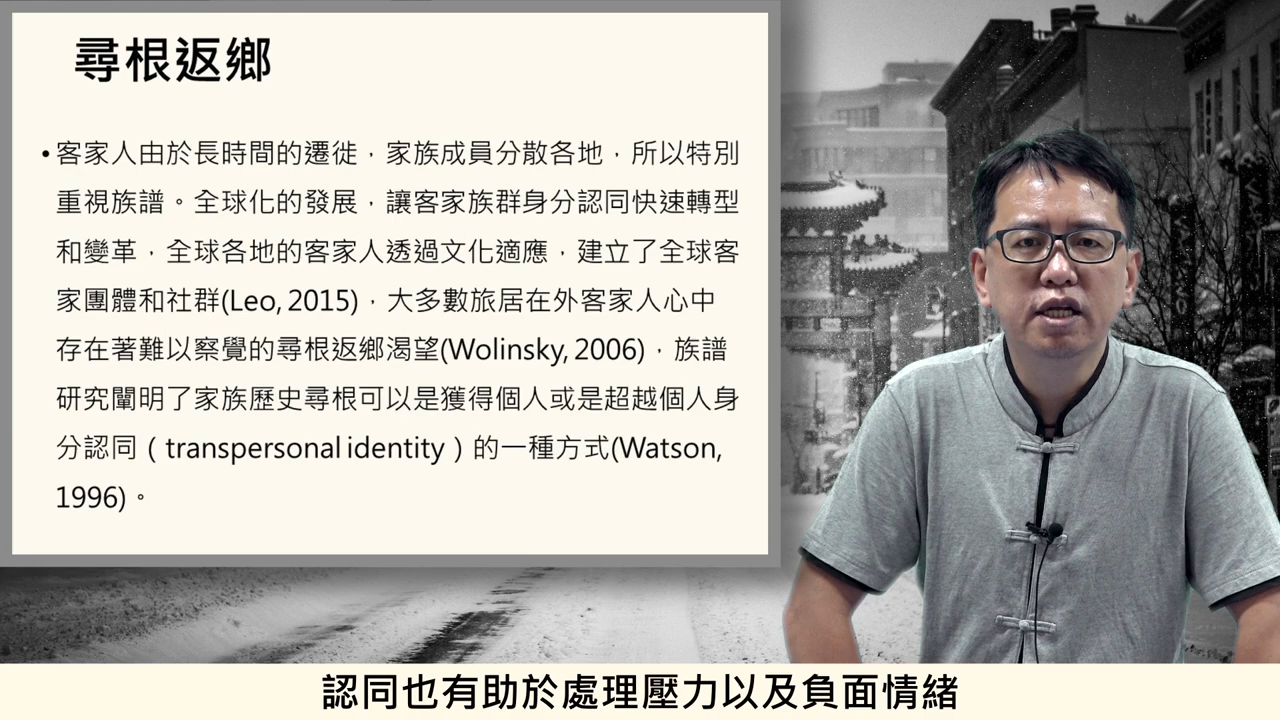 尋根返鄉
• 客家人由於長時間的遷徙，家族成員分散各地，所以特別
重視族譜。全球化的發展，讓客家族群身分認同快速轉型
和變革，全球各地的客家人透過文化適應，建立了全球客
家團體和社群(Leo, 2015)，大多數旅居在外客家人心中
存在著難以察覺的尋根返鄉渴望(Wolinsky, 2006)，族譜
研究闡明了家族歷史尋根可以是獲得個人或是超越個人身
分認同（transpersonal identity）的一種方式(Watson,
1996)。
認同也有助於處理壓力以及負面情緒